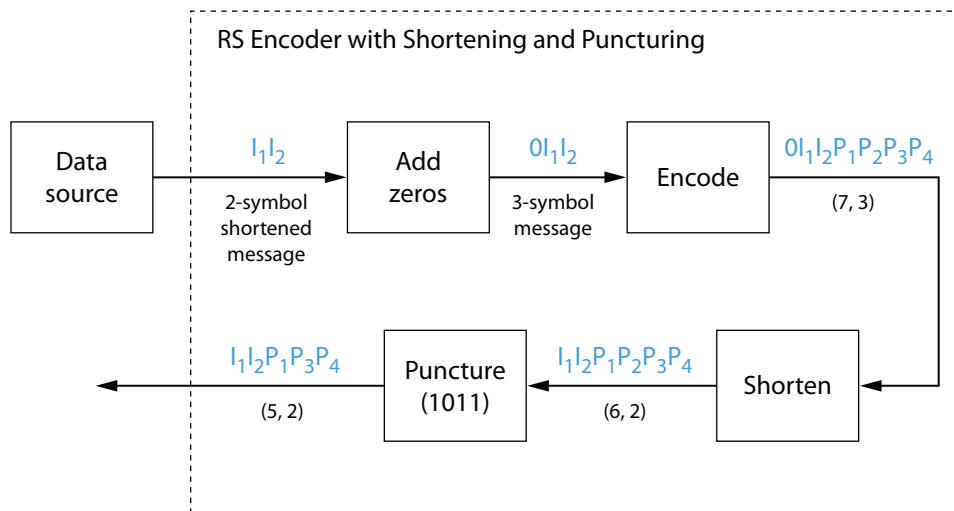 RS Encoder with Shortening and Puncturing
Data
source
I₁I₂
2-symbol
shortened
message
Add
zeros
0I₁I₂
3-symbol
message
Encode
0I₁I₂P₁P₂P₃P₄
(7, 3)
Shorten
I₁I₂P₁P₂P₃P₄
(6, 2)
Puncture
(1011)
I₁I₂P₁P₃P₄
(5, 2)